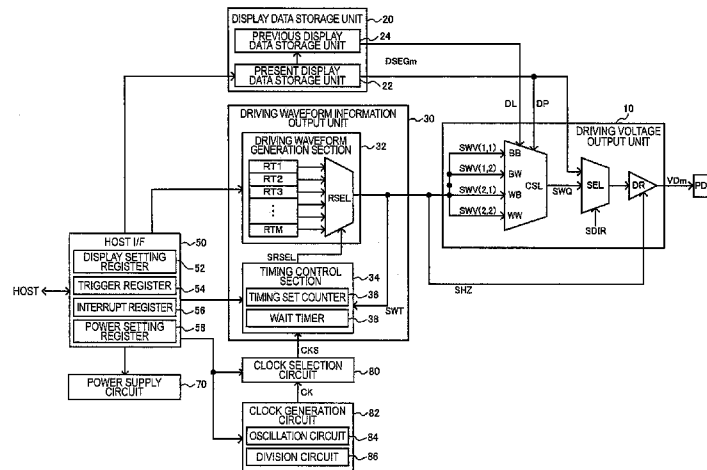 DISPLAY DATA STORAGE UNIT
20
PREVIOUS DISPLAY
DATA STORAGE UNIT
24
DSEGm
PRESENT DISPLAY
DATA STORAGE UNIT
22
DRIVING WAVEFORM INFORMATION
OUTPUT UNIT
30
DRIVING WAVEFORM
GENERATION SECTION
32
RT1
RT2
RT3
RTM
RSEL
SRSEL
DL
DP
10
DRIVING VOLTAGE
OUTPUT UNIT
SWV(1,1)
SWV(1,2)
SWV(2,1)
SWV(2,2)
BB
BW
WB
WW
CSL
SWQ
SEL
SDIR
DR
VDm
PD
SHZ
HOST
HOST I/F
50
DISPLAY SETTING
REGISTER
52
TRIGGER REGISTER
54
INTERRUPT REGISTER
56
POWER SETTING
REGISTER
58
TIMING CONTROL
SECTION
34
TIMING SET COUNTER
36
WAIT TIMER
38
SWT
CKS
POWER SUPPLY
CIRCUIT
70
CLOCK SELECTION
CIRCUIT
80
CK
CLOCK GENERATION
CIRCUIT
82
OSCILLATION CIRCUIT
84
DIVISION CIRCUIT
86